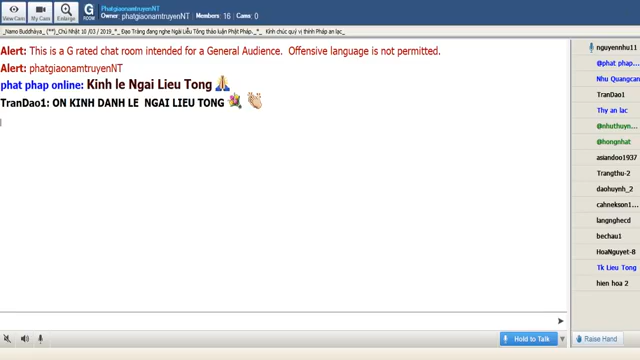 View Cam
My Cam
Enlarge
G
ROOM
PhatgiaonamtruyenNT
Owner: phatgiaonamtruyenNT | Members: 16 | Cams: 0
_Namo Buddhāya_ (**)_Chủ Nhật 10 /03 / 2019_*_ Đạo Tràng đang nghe Ngài Liễu Tông thảo luận Phật Pháp._*_ Kính chúc quý vị thính Pháp an lạc_
Alert: This is a G rated chat room intended for a General Audience. Offensive language is not permitted.
Alert: phatgiaonamtruyenNT
phat phap online: Kinh le Ngai Lieu Tong
TranDao1: ON KINH DANH LE NGAI LIEU TONG
nguyennhu11
@phat phap...
Nhu Quangcan
TranDao1
Thy an lac
@nhuthuyn...
@hongnhat
asiandoo1937
Trangthu-2
daohuynh_2
cahnekson1...
langnghecd
bechau1
HoaNguyet-8
Tk Lieu Tong
hien hoa 2
Hold to Talk
Raise Hand